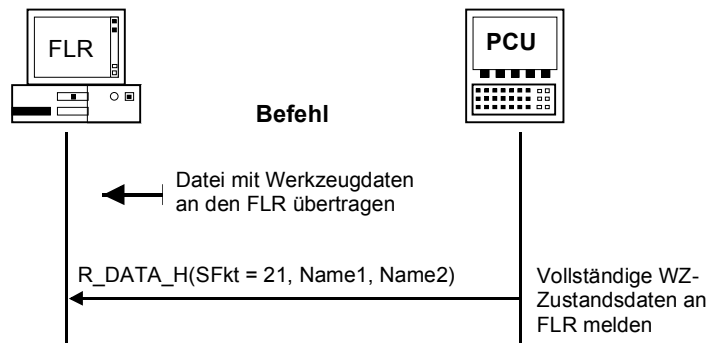 FLR
PCU
Befehl
Datei mit Werkzeugdaten
an den FLR übertragen
R_DATA_H(SFkt = 21, Name1, Name2)
Vollständige WZ-
Zustandsdaten an
FLR melden